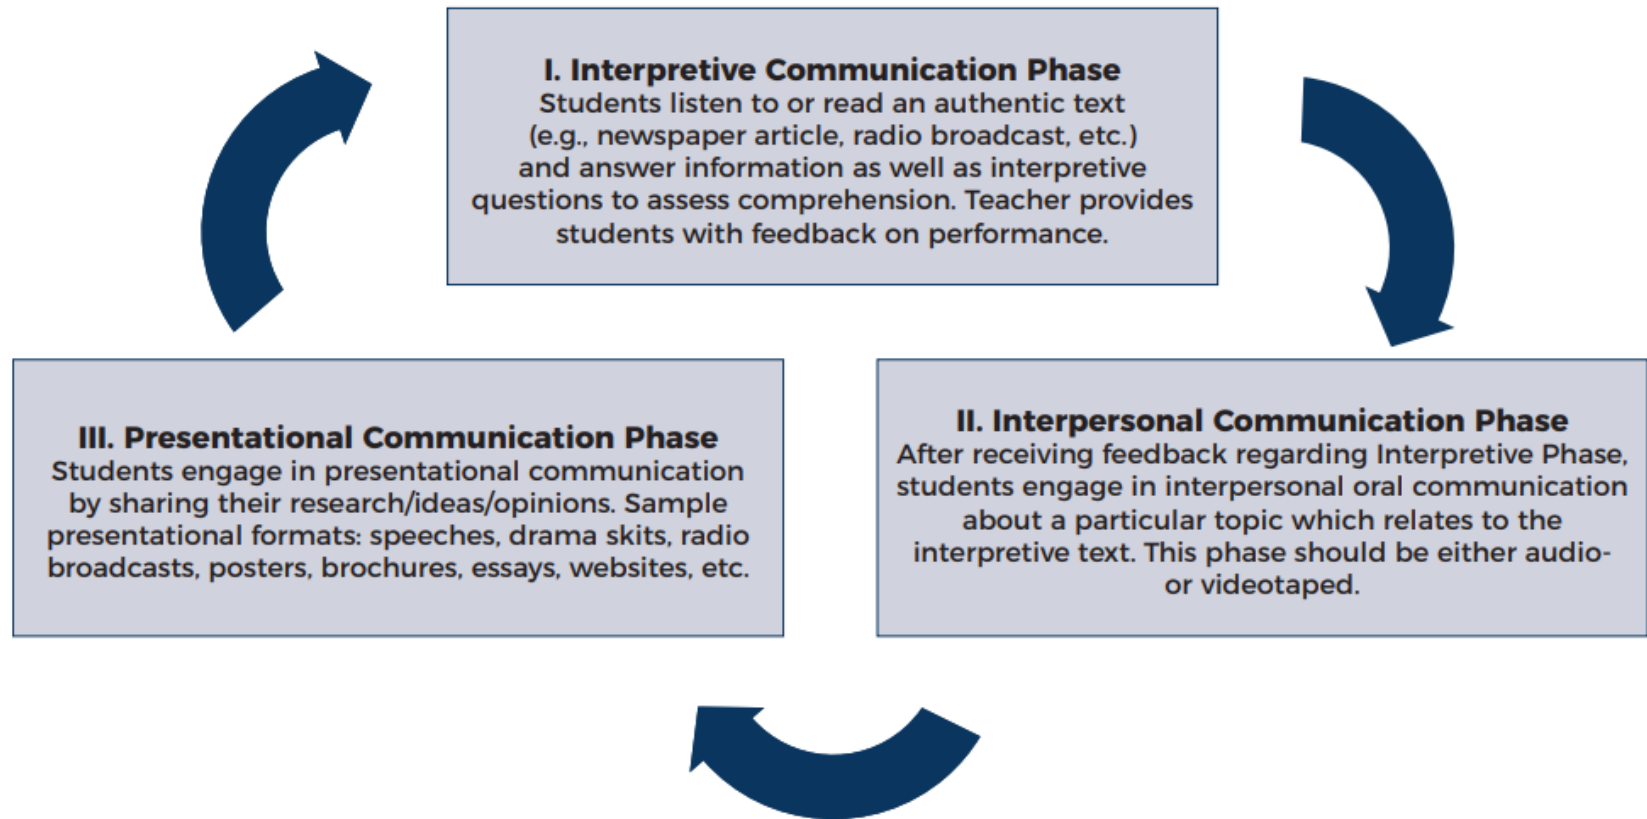 I. Interpretive Communication Phase
Students listen to or read an authentic text
(e.g., newspaper article, radio broadcast, etc.)
and answer information as well as interpretive
questions to assess comprehension. Teacher provides
students with feedback on performance.
II. Interpersonal Communication Phase
After receiving feedback regarding Interpretive Phase,
students engage in interpersonal oral communication
about a particular topic which relates to the
interpretive text. This phase should be either audio-
or videotaped.
III. Presentational Communication Phase
Students engage in presentational communication
by sharing their research/ideas/opinions. Sample
presentational formats: speeches, drama skits, radio
broadcasts, posters, brochures, essays, websites, etc.